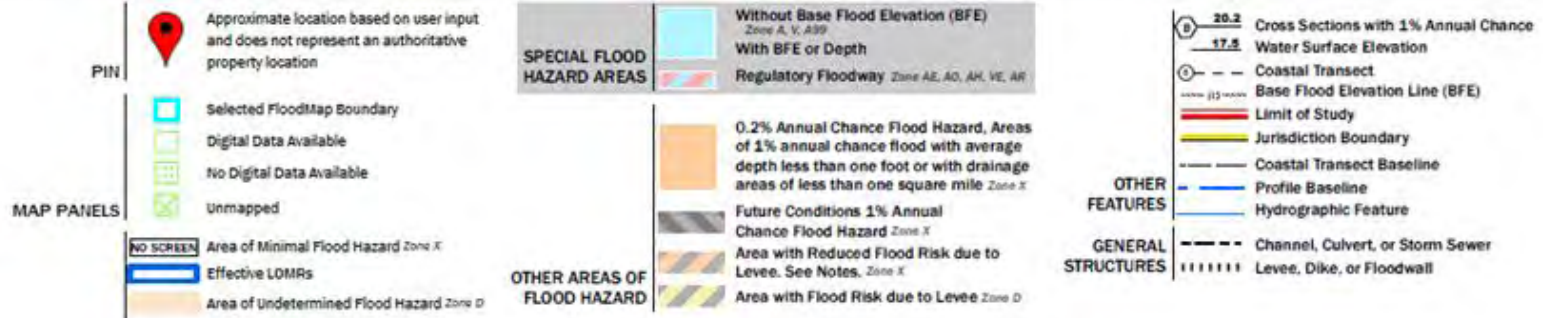 PIN
Approximate location based on user input
and does not represent an authoritative
property location
MAP PANELS
Selected FloodMap Boundary
Digital Data Available
No Digital Data Available
Unmapped
NO SCREEN Area of Minimal Flood Hazard Zone X
Effective LOMRs
Area of Undetermined Flood Hazard Zone D
SPECIAL FLOOD
HAZARD AREAS
Without Base Flood Elevation (BFE)
Zone A, V, A99
With BFE or Depth
Regulatory Floodway Zone AE, AO, AH, VE, AR
OTHER AREAS OF
FLOOD HAZARD
0.2% Annual Chance Flood Hazard, Areas
of 1% annual chance flood with average
depth less than one foot or with drainage
areas of less than one square mile Zone X
Future Conditions 1% Annual
Chance Flood Hazard Zone X
Area with Reduced Flood Risk due to
Levee. See Notes. Zone X
Area with Flood Risk due to Levee Zone D
OTHER
FEATURES
B 20.2 Cross Sections with 1% Annual Chance
17.5 Water Surface Elevation
Coastal Transect
Base Flood Elevation Line (BFE)
Limit of Study
Jurisdiction Boundary
Coastal Transect Baseline
Profile Baseline
Hydrographic Feature
GENERAL
STRUCTURES
Channel, Culvert, or Storm Sewer
Levee, Dike, or Floodwall